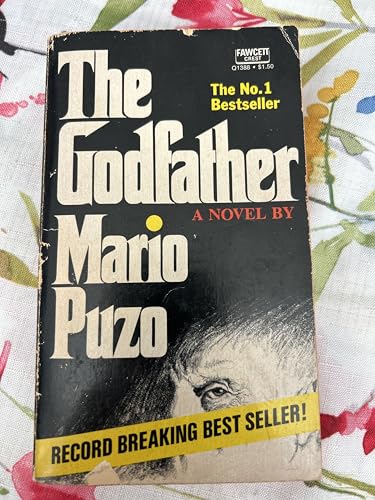 FAWCETT
CREST
Q1388 • $1.50
The No.1
Bestseller
The
Godfather
A NOVEL BY
Mario
Puzo
RECORD BREAKING BEST SELLER!